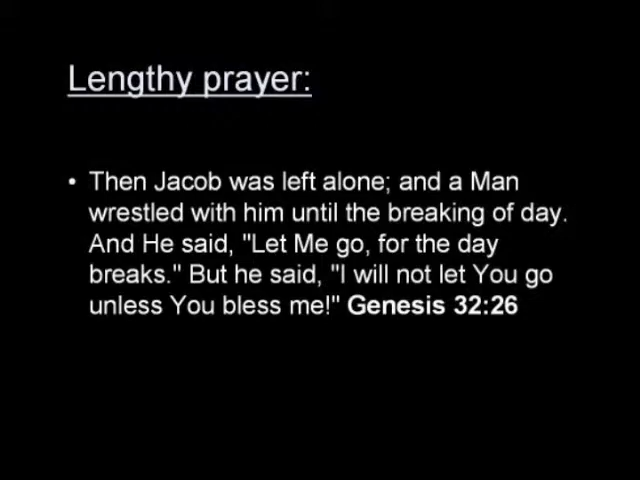 Lengthy prayer:
• Then Jacob was left alone; and a Man
wrestled with him until the breaking of day.
And He said, "Let Me go, for the day
breaks." But he said, "I will not let You go
unless You bless me!" Genesis 32:26